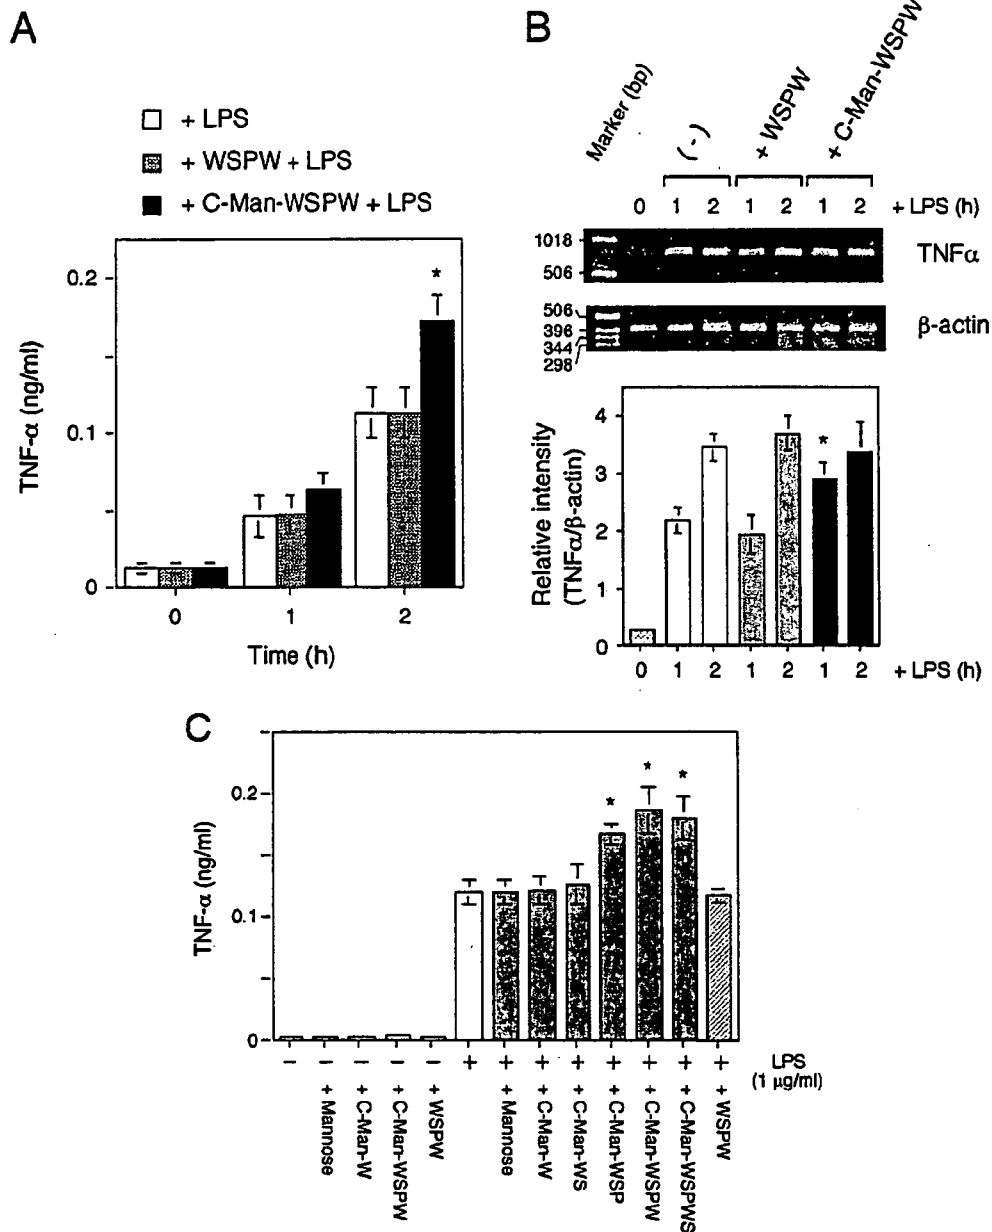 A
+ LPS
+ WSPW + LPS
+ C-Man-WSPW + LPS
*
0.2
0.1
0
TNF-α (ng/ml)
0 1 2
Time (h)
B
Marker (bp)
(-)
+ WSPW
+ C-Man-WSPW
0 1 2 1 2 1 2 + LPS (h)
1018
506
TNFα
506
396
344
298
β-actin
4
3
2
1
0
*
Relative intensity
(TNFα/β-actin)
0 1 2 1 2 1 2 + LPS (h)
C
* * *
0.2
0.1
0
TNF-α (ng/ml)
− − − − − + + + + + + + + LPS
(1 μg/ml)
+ Mannose
+ C-Man-W
+ C-Man-WSPW
+ WSPW
+ Mannose
+ C-Man-W
+ C-Man-WS
+ C-Man-WSP
+ C-Man-WSPW
+ C-Man-WSPWS
+ WSPW